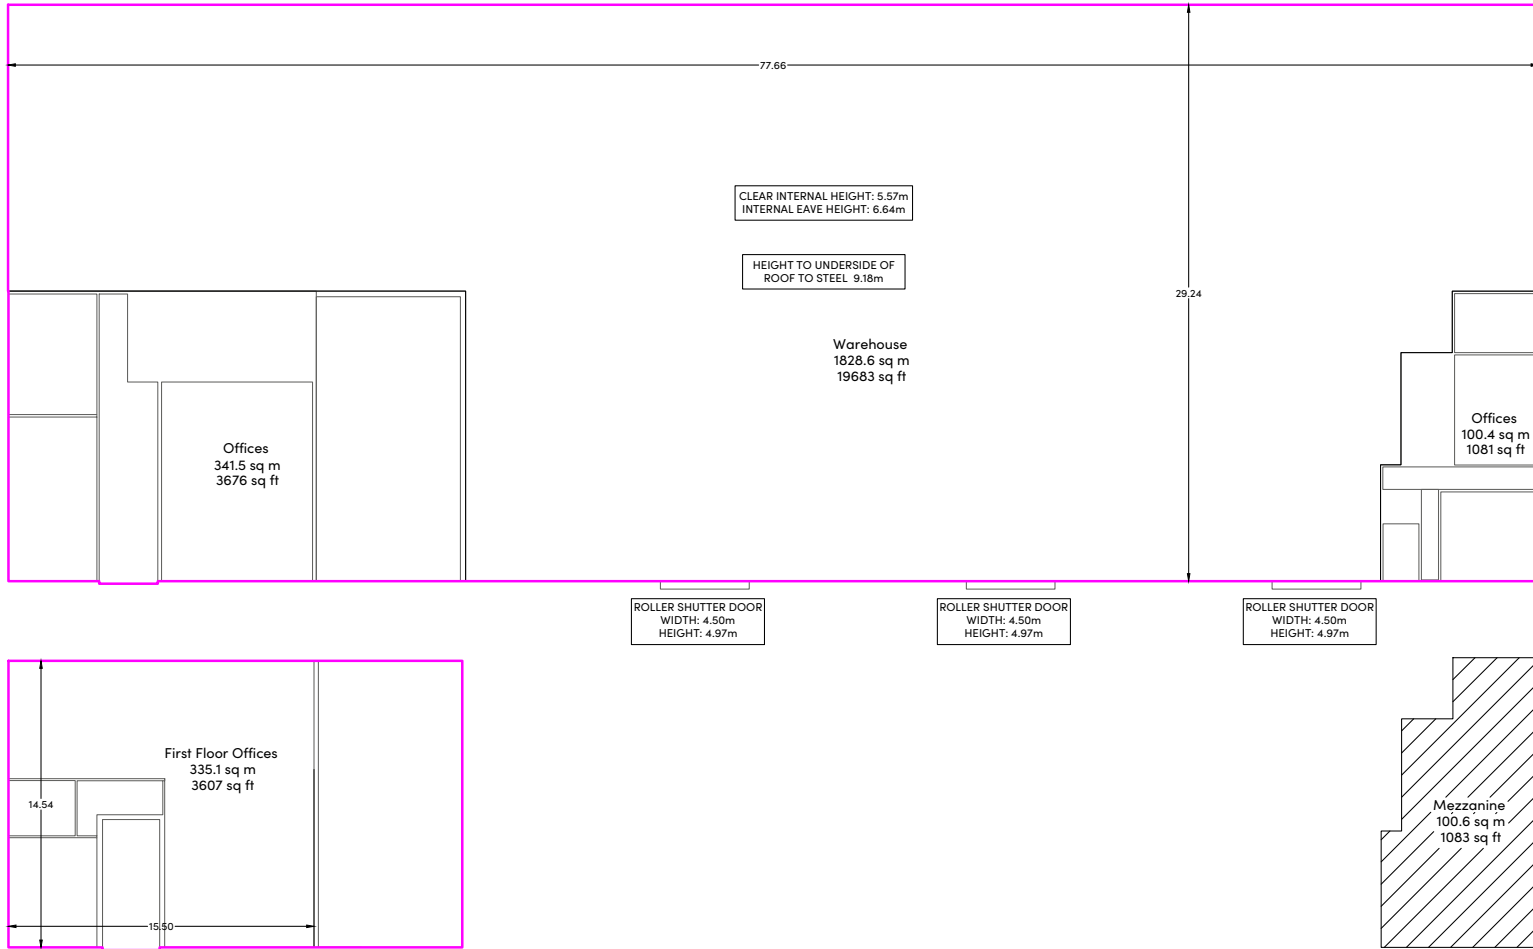 77.66
CLEAR INTERNAL HEIGHT: 5.57m
INTERNAL EAVE HEIGHT: 6.64m
HEIGHT TO UNDERSIDE OF
ROOF TO STEEL 9.18m
29.24
Warehouse
1828.6 sq m
19683 sq ft
Offices
341.5 sq m
3676 sq ft
Offices
100.4 sq m
1081 sq ft
ROLLER SHUTTER DOOR
WIDTH: 4.50m
HEIGHT: 4.97m
ROLLER SHUTTER DOOR
WIDTH: 4.50m
HEIGHT: 4.97m
ROLLER SHUTTER DOOR
WIDTH: 4.50m
HEIGHT: 4.97m
First Floor Offices
335.1 sq m
3607 sq ft
14.54
15.50
Mezzanine
100.6 sq m
1083 sq ft